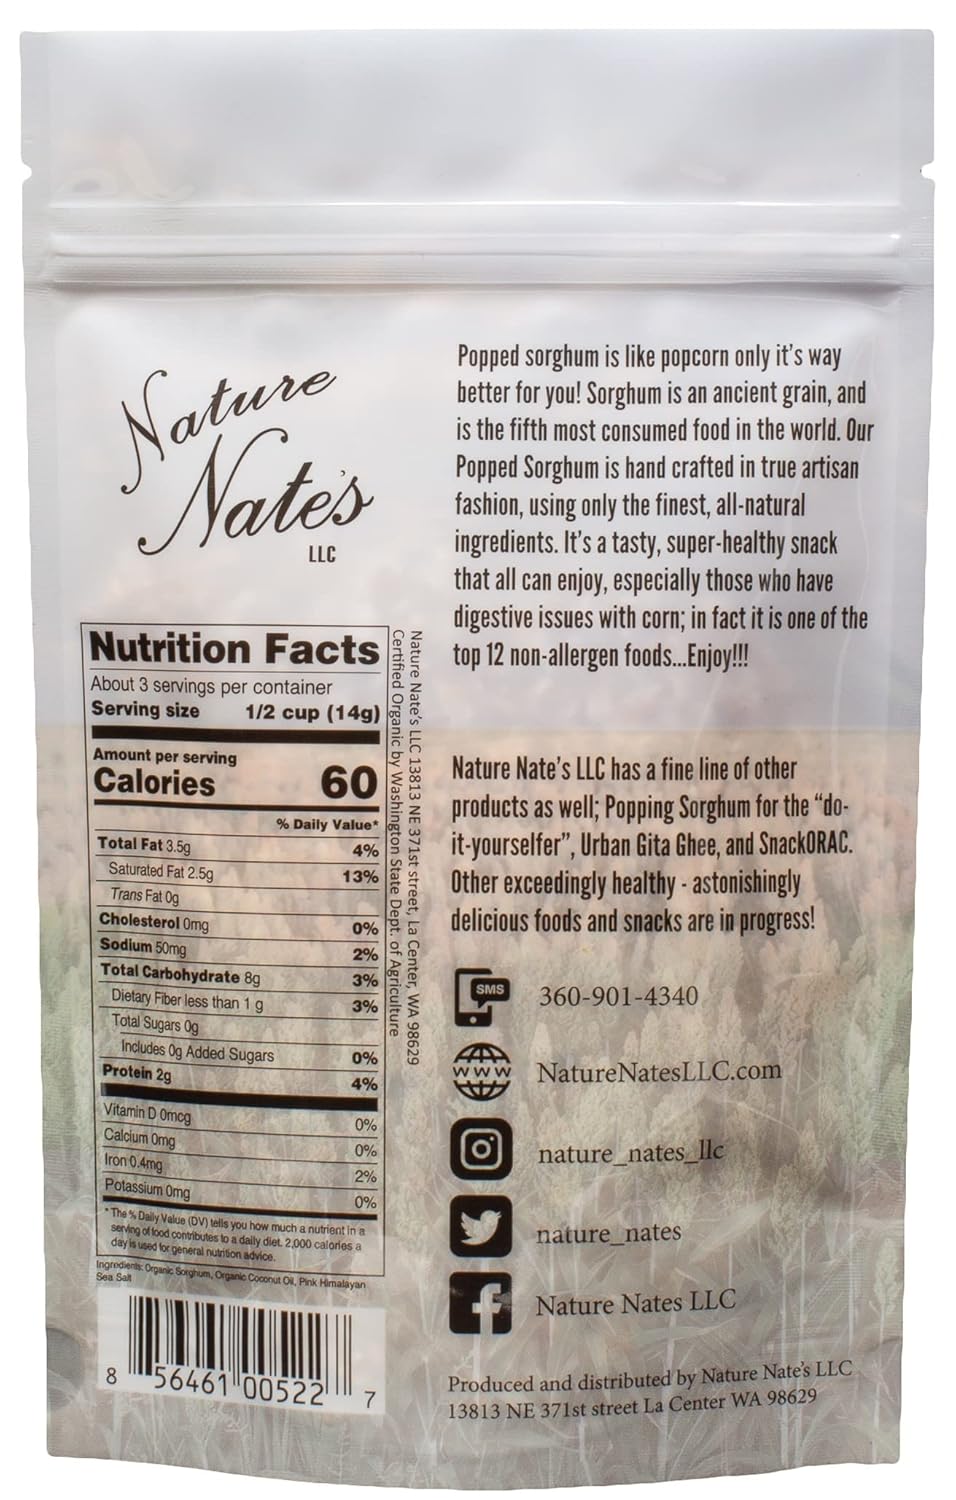 Nature
Nate's
LLC
Popped sorghum is like popcorn only it's way
better for you! Sorghum is an ancient grain, and
is the fifth most consumed food in the world. Our
Popped Sorghum is hand crafted in true artisan
fashion, using only the finest, all-natural
ingredients. It's a tasty, super-healthy snack
that all can enjoy, especially those who have
digestive issues with corn; in fact it is one of the
top 12 non-allergen foods...Enjoy!!!
Nutrition Facts
About 3 servings per container
Serving size 1/2 cup (14g)
Amount per serving
Calories 60
% Daily Value*
Total Fat 3.5g 4%
Saturated Fat 2.5g 13%
Trans Fat 0g
Cholesterol 0mg 0%
Sodium 50mg 2%
Total Carbohydrate 8g 3%
Dietary Fiber less than 1 g 3%
Total Sugars 0g
Includes 0g Added Sugars 0%
Protein 2g 4%
Vitamin D 0mcg 0%
Calcium 0mg 0%
Iron 0.4mg 2%
Potassium 0mg 0%
* The % Daily Value (DV) tells you how much a nutrient in a
serving of food contributes to a daily diet. 2,000 calories a
day is used for general nutrition advice.
Ingredients: Organic Sorghum, Organic Coconut Oil, Pink Himalayan
Sea Salt
Nature Nate's LLC 13813 NE 371st street, La Center, WA 98629
Certified Organic by Washington State Dept. of Agriculture
8 56461 00522 7
Nature Nate's LLC has a fine line of other
products as well; Popping Sorghum for the “do-
it-yourselfer”, Urban Gita Ghee, and SnackORAC.
Other exceedingly healthy - astonishingly
delicious foods and snacks are in progress!
SMS 360-901-4340
WWW NatureNatesLLC.com
nature_nates_llc
nature_nates
Nature Nates LLC
Produced and distributed by Nature Nate's LLC
13813 NE 371st street La Center WA 98629